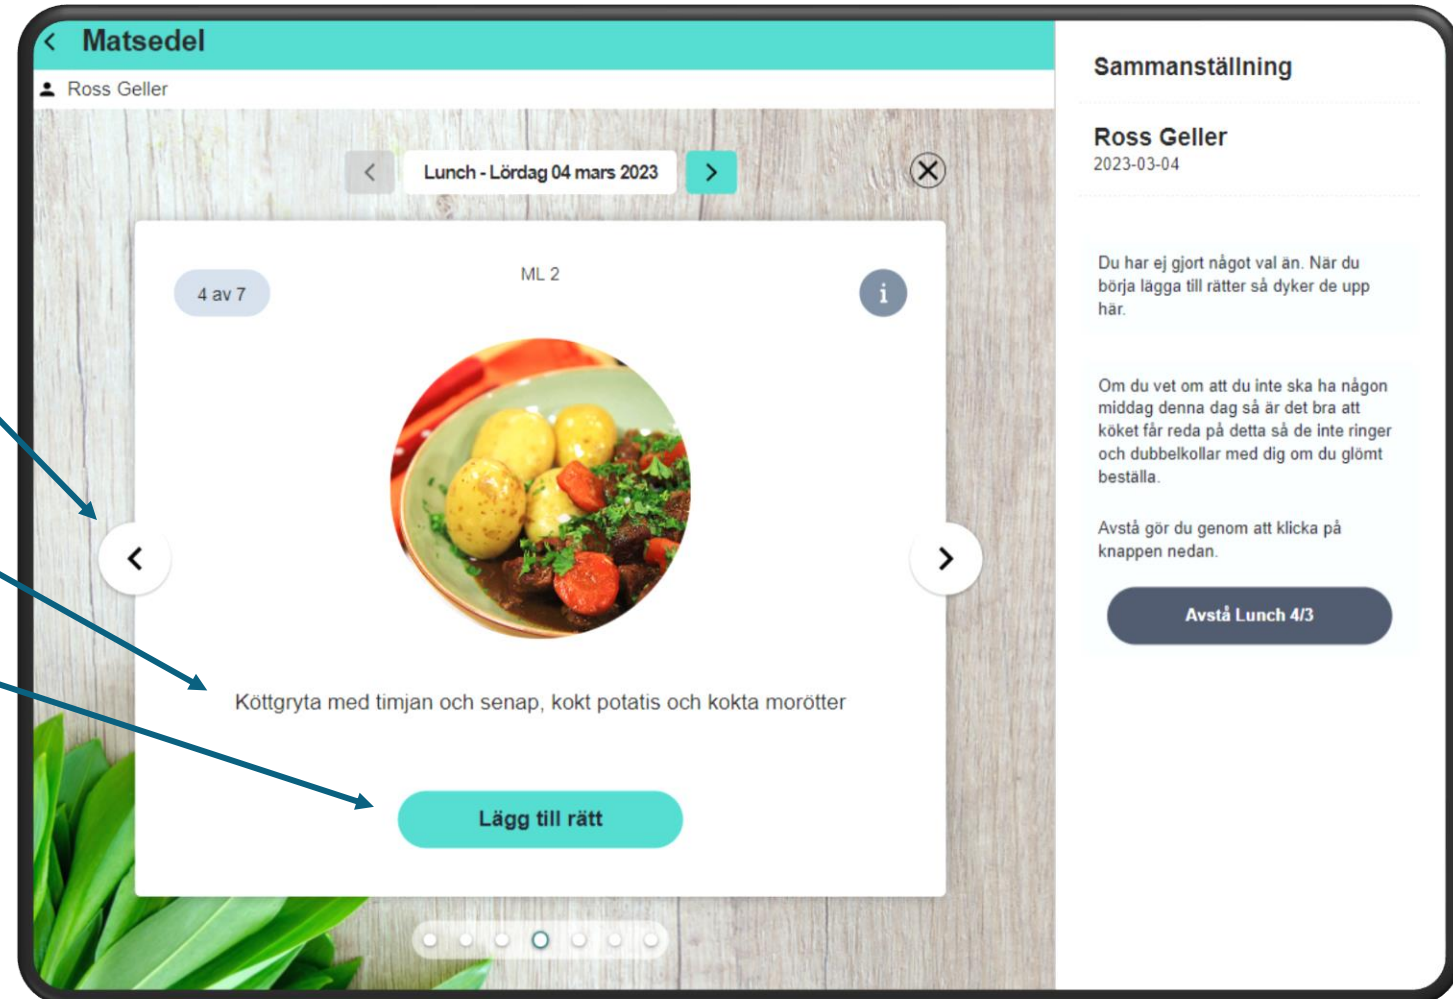 Matsedel
Ross Geller
Lunch - Lördag 04 mars 2023
4 av 7
ML 2
i
Köttgryta med timjan och senap, kokt potatis och kokta morötter
Lägg till rätt
Sammanställning
Ross Geller
2023-03-04
Du har ej gjort något val än. När du
börja lägga till rätter så dyker de upp
här.
Om du vet om att du inte ska ha någon
middag denna dag så är det bra att
köket får reda på detta så de inte ringer
och dubbelkollar med dig om du glömt
beställa.
Avstå gör du genom att klicka på
knappen nedan.
Avstå Lunch 4/3